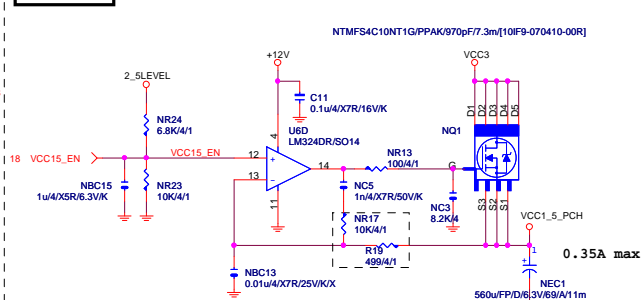 NTMFS4C10NT1G/PPAK/970pF/7.3m/[10IF9-070410-00R]
+12V
VCC3
2_5LEVEL
C11
0.1u/4/X7R/16V/K
D1
D2
D3
D4
D5
NR24
6.8K/4/1
U6D
LM324DR/SO14
4
NQ1
18 VCC15_EN
VCC15_EN
12
+
13
-
14
11
NR13
100/4/1
G
NBC15
1u/4/X5R/6.3V/K
NR23
10K/4/1
NC5
1n/4/X7R/50V/K
NC3
8.2K/4
S3
S2
S1
NR17
10K/4/1
R19
499/4/1
VCC1_5_PCH
1
0.35A max
NBC13
0.01u/4/X7R/25V/K/X
+
NEC1
560u/FP/D/6.3V/69/A/11m